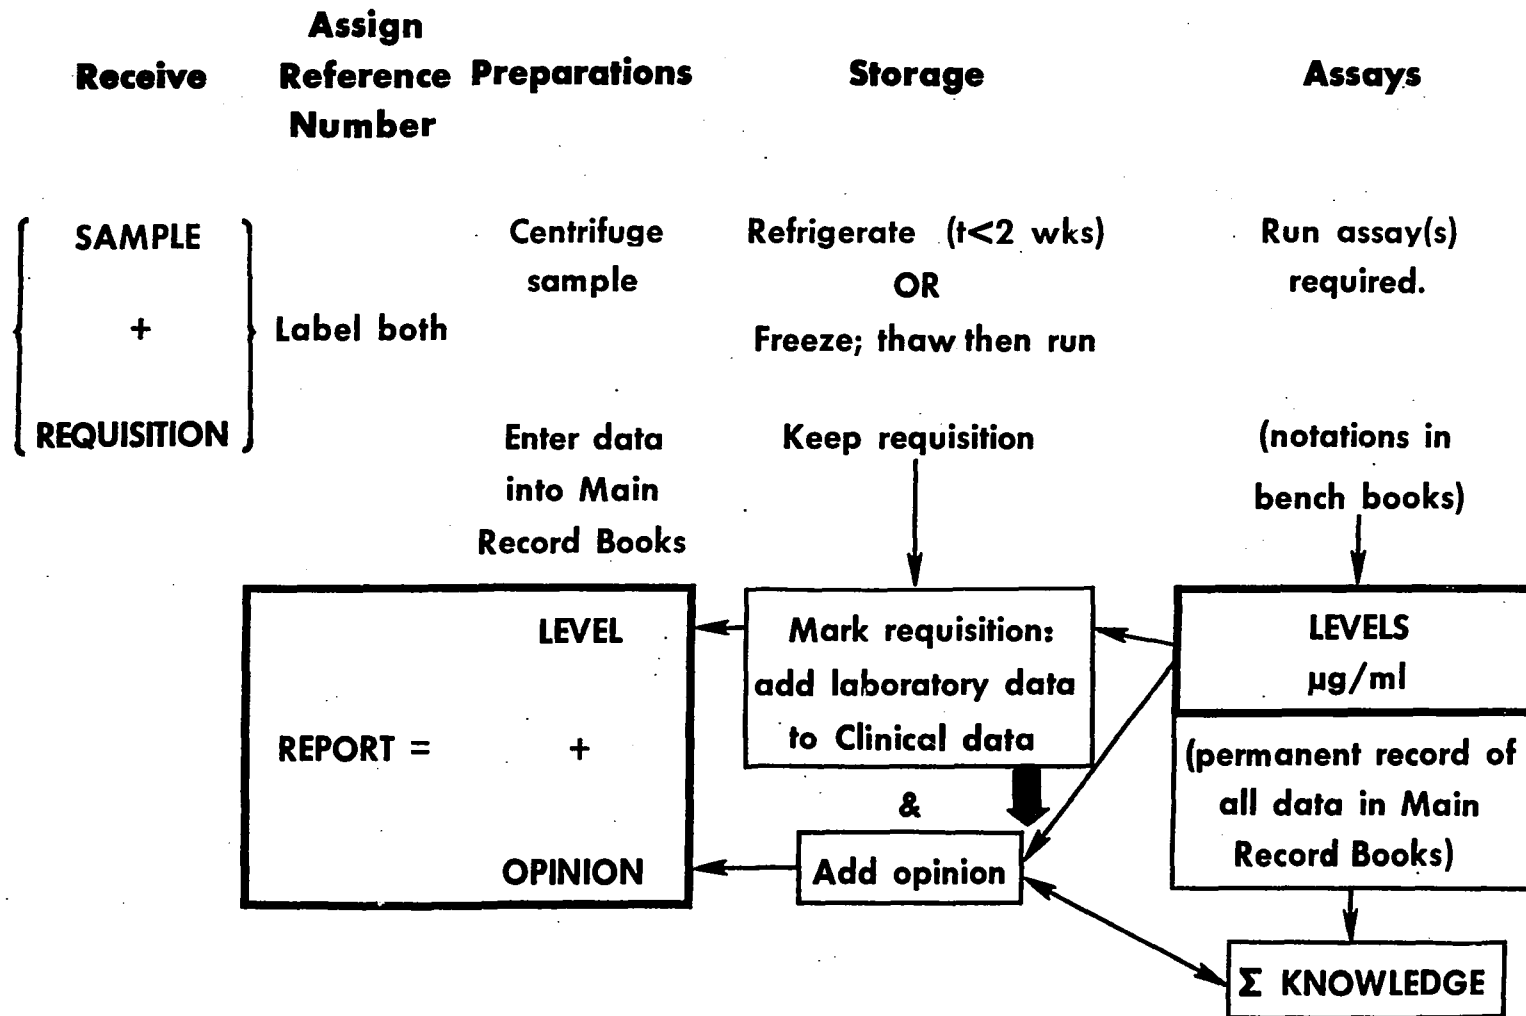 Assign
Receive Reference Preparations Storage Assays
Number
SAMPLE
+
REQUISITION
Label both
Centrifuge
sample
Refrigerate (t<2 wks)
OR
Freeze; thaw then run
Run assay(s)
required.
Enter data
into Main
Record Books
Keep requisition
(notations in
bench books)
REPORT =
LEVEL
+
OPINION
Mark requisition:
add laboratory data
to Clinical data
&
Add opinion
LEVELS
µg/ml
(permanent record of
all data in Main
Record Books)
Σ KNOWLEDGE